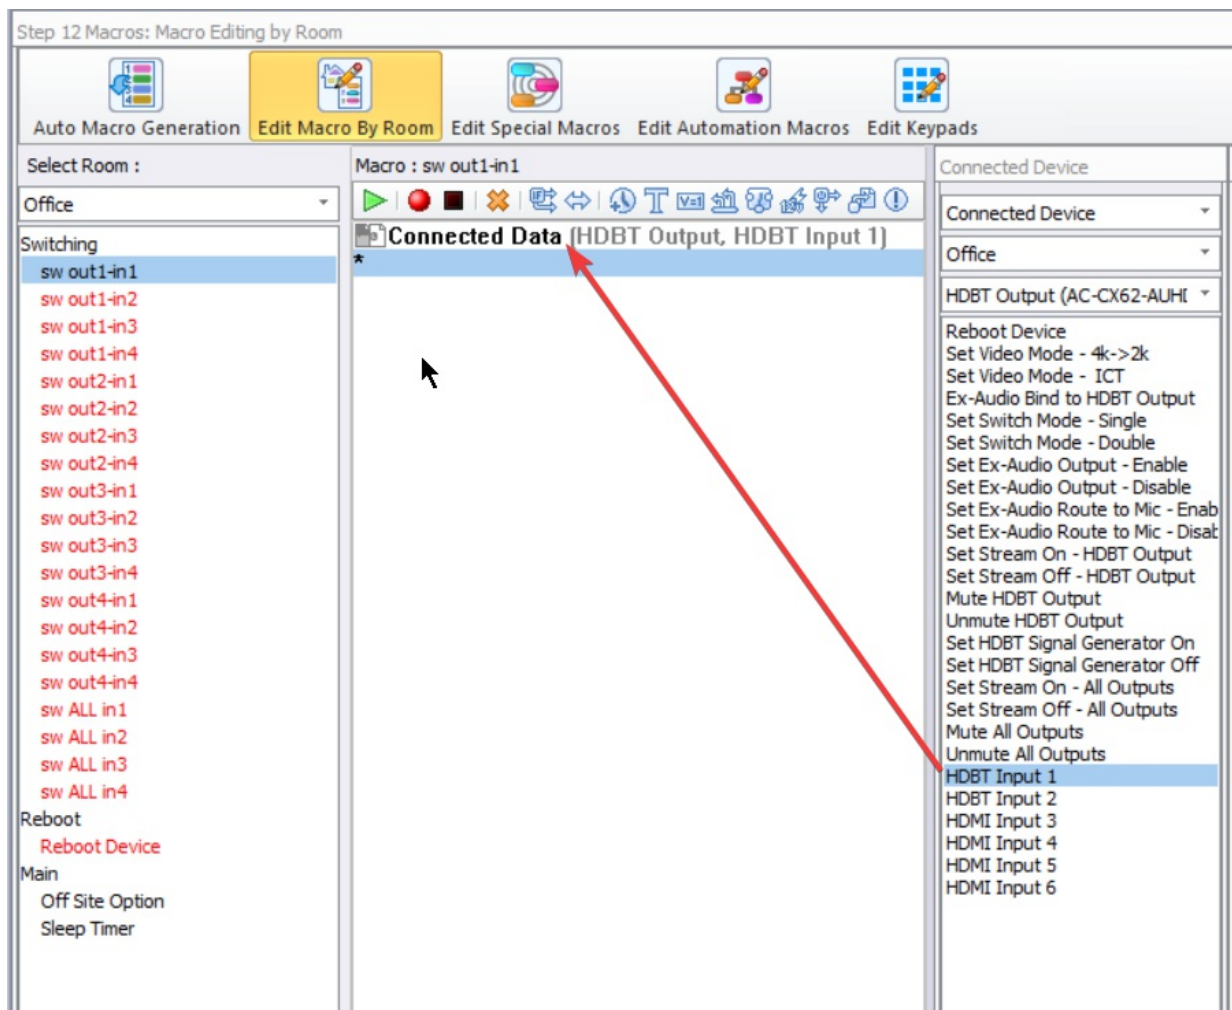 Step 12 Macros: Macro Editing by Room
Auto Macro Generation
Edit Macro By Room
Edit Special Macros
Edit Automation Macros
Edit Keypads
Select Room :
Office
Switching
sw out1-in1
sw out1-in2
sw out1-in3
sw out1-in4
sw out2-in1
sw out2-in2
sw out2-in3
sw out2-in4
sw out3-in1
sw out3-in2
sw out3-in3
sw out3-in4
sw out4-in1
sw out4-in2
sw out4-in3
sw out4-in4
sw ALL in1
sw ALL in2
sw ALL in3
sw ALL in4
Reboot
Reboot Device
Main
Off Site Option
Sleep Timer
Macro : sw out1-in1
Connected Data (HDBT Output, HDBT Input 1)
*
Connected Device
Connected Device
Office
HDBT Output (AC-CX62-AUHD
Reboot Device
Set Video Mode - 4k->2k
Set Video Mode - ICT
Ex-Audio Bind to HDBT Output
Set Switch Mode - Single
Set Switch Mode - Double
Set Ex-Audio Output - Enable
Set Ex-Audio Output - Disable
Set Ex-Audio Route to Mic - Enab
Set Ex-Audio Route to Mic - Disat
Set Stream On - HDBT Output
Set Stream Off - HDBT Output
Mute HDBT Output
Unmute HDBT Output
Set HDBT Signal Generator On
Set HDBT Signal Generator Off
Set Stream On - All Outputs
Set Stream Off - All Outputs
Mute All Outputs
Unmute All Outputs
HDBT Input 1
HDBT Input 2
HDMI Input 3
HDMI Input 4
HDMI Input 5
HDMI Input 6